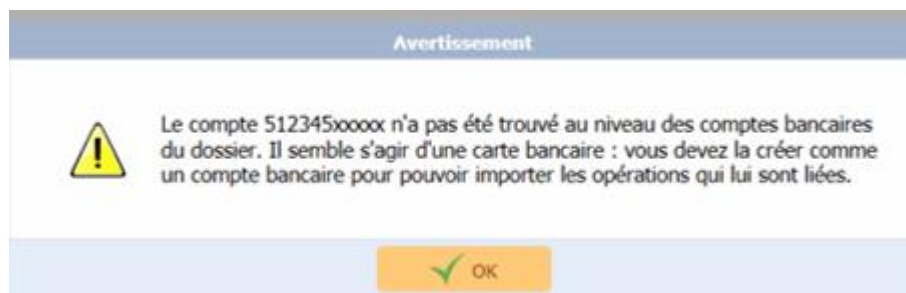 Avertissement
Le compte 512345xxxxx n'a pas été trouvé au niveau des comptes bancaires
du dossier. Il semble s'agir d'une carte bancaire : vous devez la créer comme
un compte bancaire pour pouvoir importer les opérations qui lui sont liées.
OK